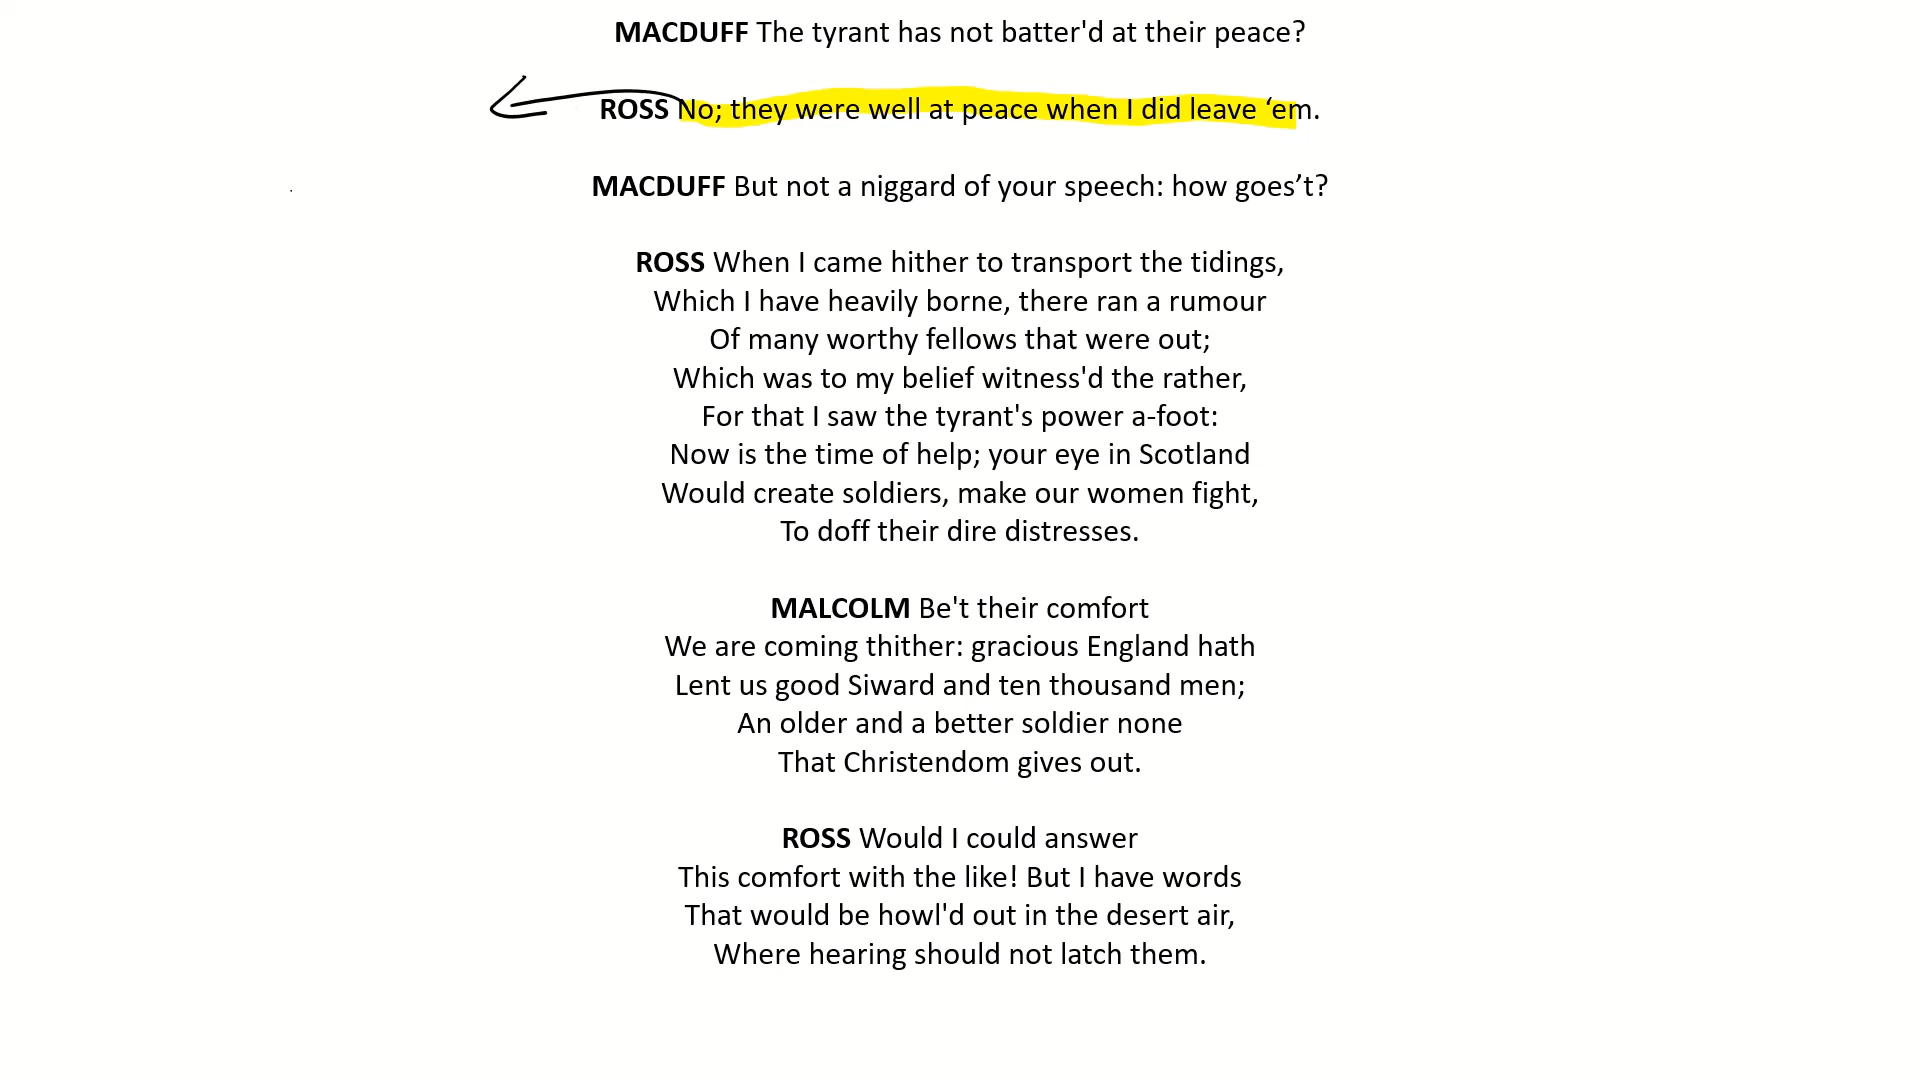 MACDUFF The tyrant has not batter'd at their peace?
ROSS No; they were well at peace when I did leave ‘em.
MACDUFF But not a niggard of your speech: how goes’t?
ROSS When I came hither to transport the tidings,
Which I have heavily borne, there ran a rumour
Of many worthy fellows that were out;
Which was to my belief witness'd the rather,
For that I saw the tyrant's power a-foot:
Now is the time of help; your eye in Scotland
Would create soldiers, make our women fight,
To doff their dire distresses.
MALCOLM Be't their comfort
We are coming thither: gracious England hath
Lent us good Siward and ten thousand men;
An older and a better soldier none
That Christendom gives out.
ROSS Would I could answer
This comfort with the like! But I have words
That would be howl'd out in the desert air,
Where hearing should not latch them.